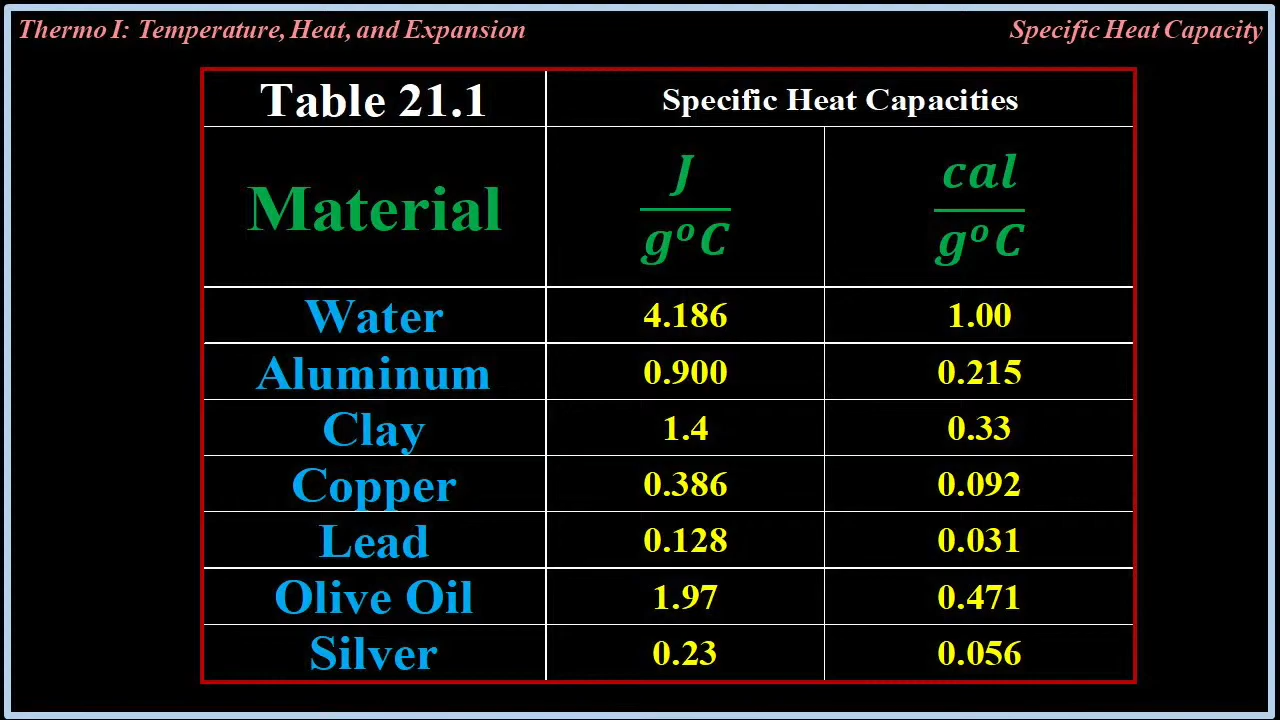 Thermo I: Temperature, Heat, and Expansion
Specific Heat Capacity
Table 21.1
Specific Heat Capacities
Material
J
g°C
cal
g°C
Water 4.186 1.00
Aluminum 0.900 0.215
Clay 1.4 0.33
Copper 0.386 0.092
Lead 0.128 0.031
Olive Oil 1.97 0.471
Silver 0.23 0.056